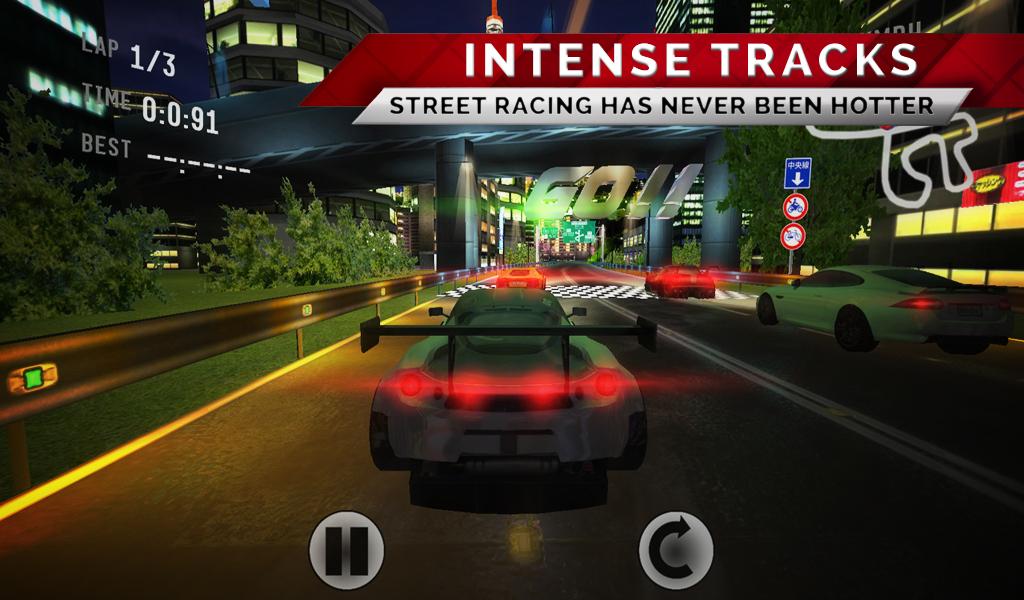 INTENSE TRACKS
STREET RACING HAS NEVER BEEN HOTTER
LAP 1/3
TIME 0:0:91
BEST --:--:--
GO!!
中央線